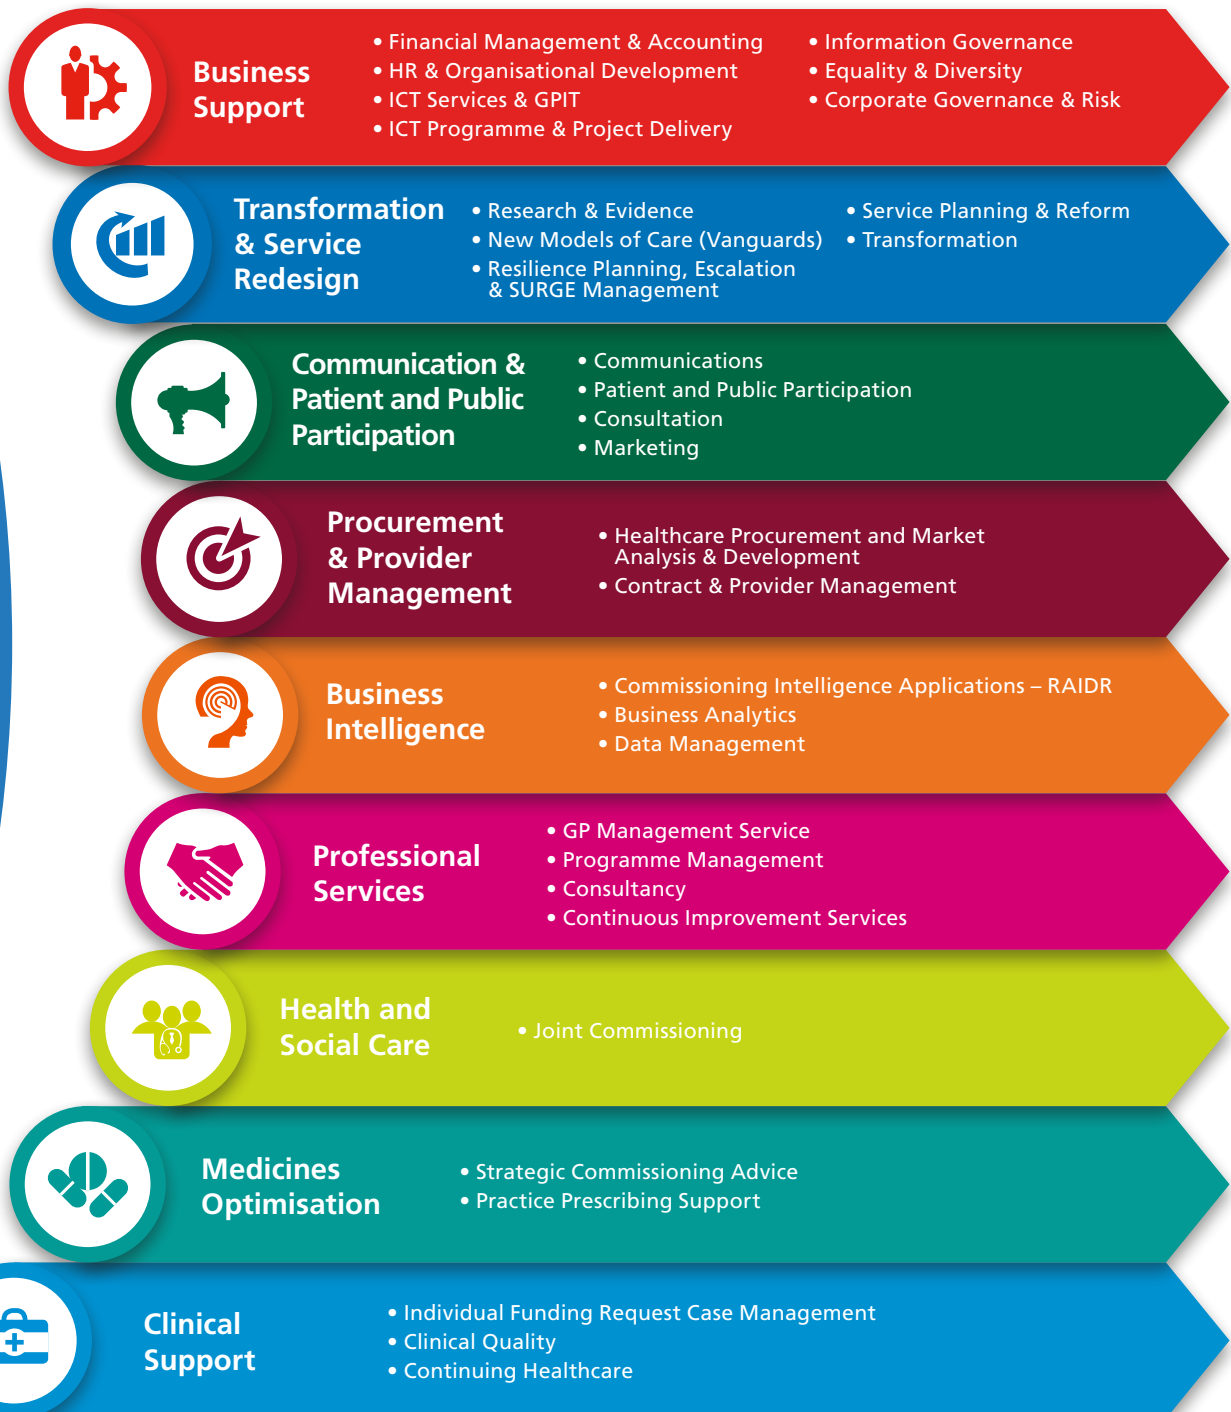 Business
Support
• Financial Management & Accounting
• HR & Organisational Development
• ICT Services & GPIT
• ICT Programme & Project Delivery
• Information Governance
• Equality & Diversity
• Corporate Governance & Risk
Transformation
& Service
Redesign
• Research & Evidence
• New Models of Care (Vanguards)
• Resilience Planning, Escalation
& SURGE Management
• Service Planning & Reform
• Transformation
Communication &
Patient and Public
Participation
• Communications
• Patient and Public Participation
• Consultation
• Marketing
Procurement
& Provider
Management
• Healthcare Procurement and Market
Analysis & Development
• Contract & Provider Management
Business
Intelligence
• Commissioning Intelligence Applications – RAIDR
• Business Analytics
• Data Management
Professional
Services
• GP Management Service
• Programme Management
• Consultancy
• Continuous Improvement Services
Health and
Social Care
• Joint Commissioning
Medicines
Optimisation
• Strategic Commissioning Advice
• Practice Prescribing Support
Clinical
Support
• Individual Funding Request Case Management
• Clinical Quality
• Continuing Healthcare